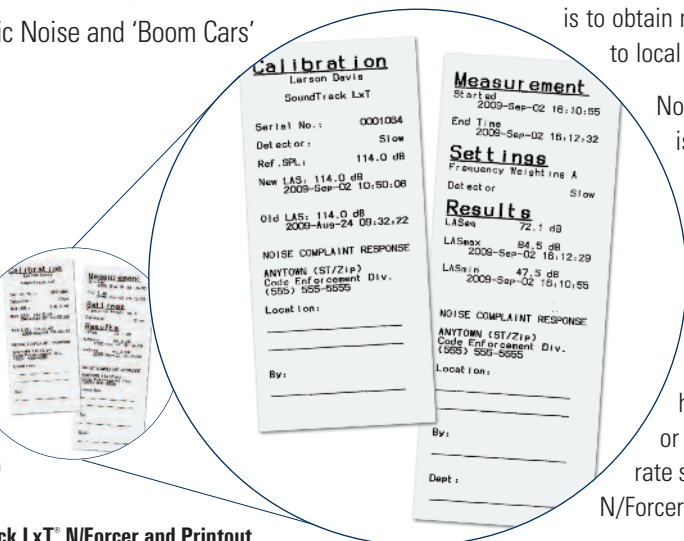 ic Noise and 'Boom Cars'
is to obtain
to local
No
is
Calibration
Larson Davis
SoundTrack LxT
Serial No.: 0001084
Detector: Slow
Ref.SPL: 114.0 dB
New LAS: 114.0 dB
2009-Sep-02 10:50:06
Old LAS: 114.0 dB
2009-Aug-24 09:32:22
NOISE COMPLAINT RESPONSE
ANYTOWN (ST/Zip)
Code Enforcement Div.
(555) 555-5555
Location:
By:
Measurement
Started
2009-Sep-02 16:10:55
End Time
2009-Sep-02 16:12:32
Settings
Frequency Weighting A
Detector Slow
Results
LASeq 72.1 dB
LASmax 84.5 dB
2009-Sep-02 16:12:29
LASmin 47.5 dB
2009-Sep-02 16:10:55
NOISE COMPLAINT RESPONSE
ANYTOWN (ST/Zip)
Code Enforcement Div.
(555) 555-5555
Location:
By:
Dept:
Calibration
Measurement
Settings
Results
or
rate s
N/Forcer
ck LxT® N/Forcer and Printout